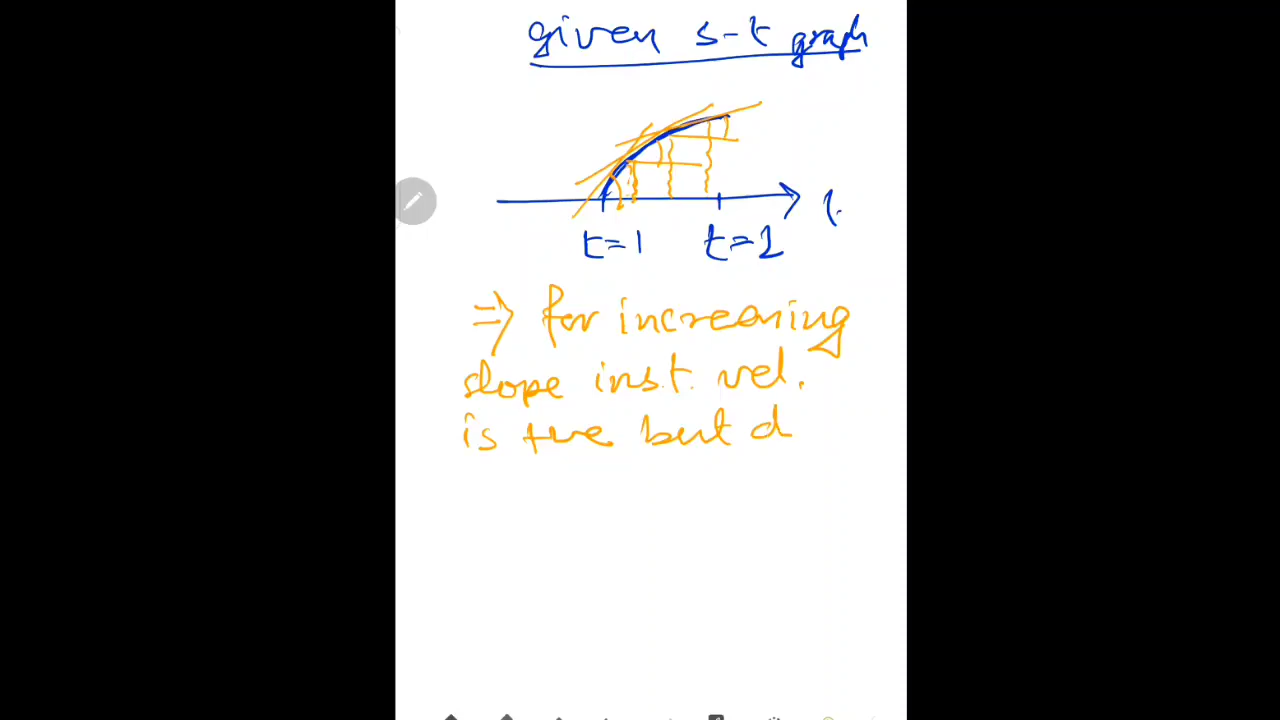 given s-t graph
t=1 t=2
⇒ for increasing
slope inst. vel.
is +ve but d